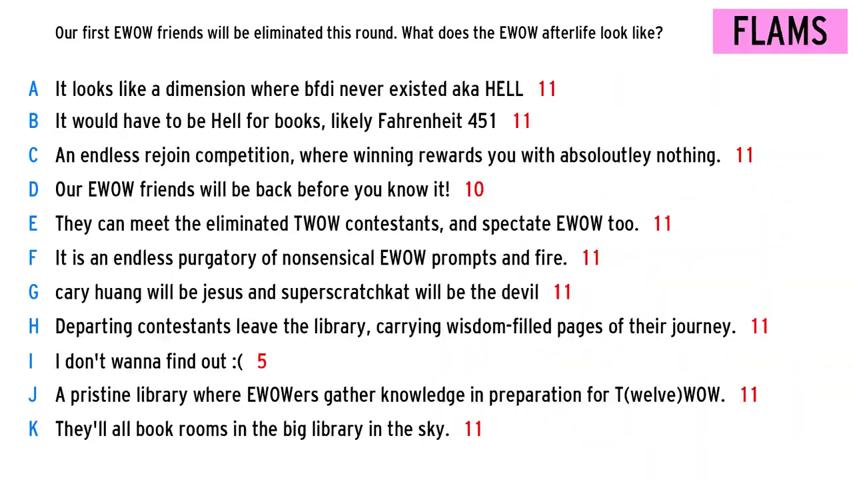 Our first EWOW friends will be eliminated this round. What does the EWOW afterlife look like?
FLAMS
A It looks like a dimension where bfdi never existed aka HELL 11
B It would have to be Hell for books, likely Fahrenheit 451 11
C An endless rejoin competition, where winning rewards you with absoloutley nothing. 11
D Our EWOW friends will be back before you know it! 10
E They can meet the eliminated TWOW contestants, and spectate EWOW too. 11
F It is an endless purgatory of nonsensical EWOW prompts and fire. 11
G cary huang will be jesus and superscratchkat will be the devil 11
H Departing contestants leave the library, carrying wisdom-filled pages of their journey. 11
I I don't wanna find out :( 5
J A pristine library where EWOWers gather knowledge in preparation for T(welve)WOW. 11
K They'll all book rooms in the big library in the sky. 11